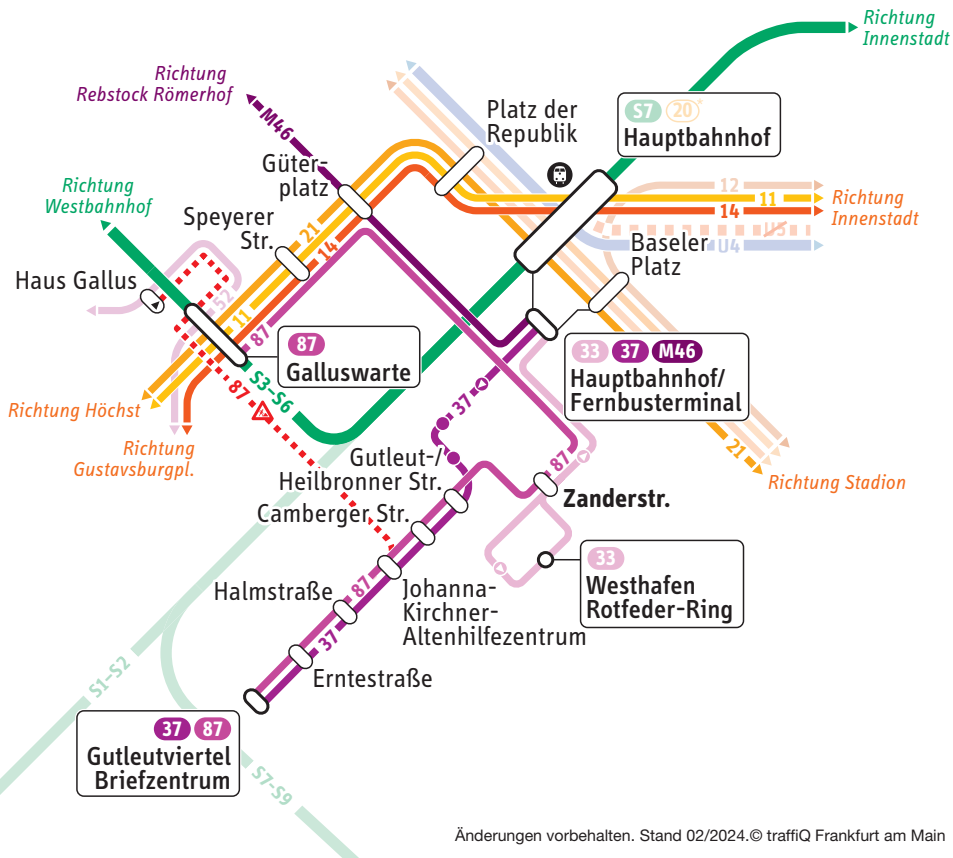 Richtung
Innenstadt
Richtung
Rebstock Römerhof
M46
Platz der
Republik
S7 20*
Hauptbahnhof
Güter-
platz
Richtung
Westbahnhof
Speyerer
Str.
12
11
14
U5
U4
Richtung
Innenstadt
21
14
Baseler
Platz
Haus Gallus
52
11
87
87
Galluswarte
S3–S6
87
33 37 M46
Hauptbahnhof/
Fernbusterminal
37
Richtung Höchst
Richtung
Gustavsburgpl.
21
Richtung Stadion
Gutleut-/
Heilbronner Str.
87
Zanderstr.
Camberger Str.
33
Westhafen
Rotfeder-Ring
Halmstraße
87
37
Johanna-
Kirchner-
Altenhilfezentrum
Erntestraße
S1–S2
37 87
Gutleutviertel
Briefzentrum
S7–S9
Änderungen vorbehalten. Stand 02/2024.© traffiQ Frankfurt am Main